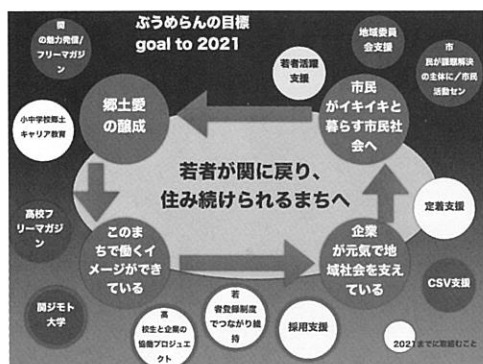 ぶうめらんの目標
goal to 2021
関
の魅力発信/
フリーマガジ
ン
地域委員
会支援
市
民が課題解決
の主体に/市民
活動セン
若者活躍
支援
郷土愛
の醸成
市民
がイキイキと
暮らす市民社
会へ
小中学校郷土
キャリア教育
若者が関に戻り、
住み続けられるまちへ
定着支援
高校フ
リーマガジ
ン
このま
ちで働くイ
メージができ
ている
企業
が元気で地
域社会を支え
ている
CSV支援
関ジモト
大学
高
校生と企業の
協働プロジェ
クト
若
者登録制度
でつながり維
持
採用支援
2021までに取組むこと